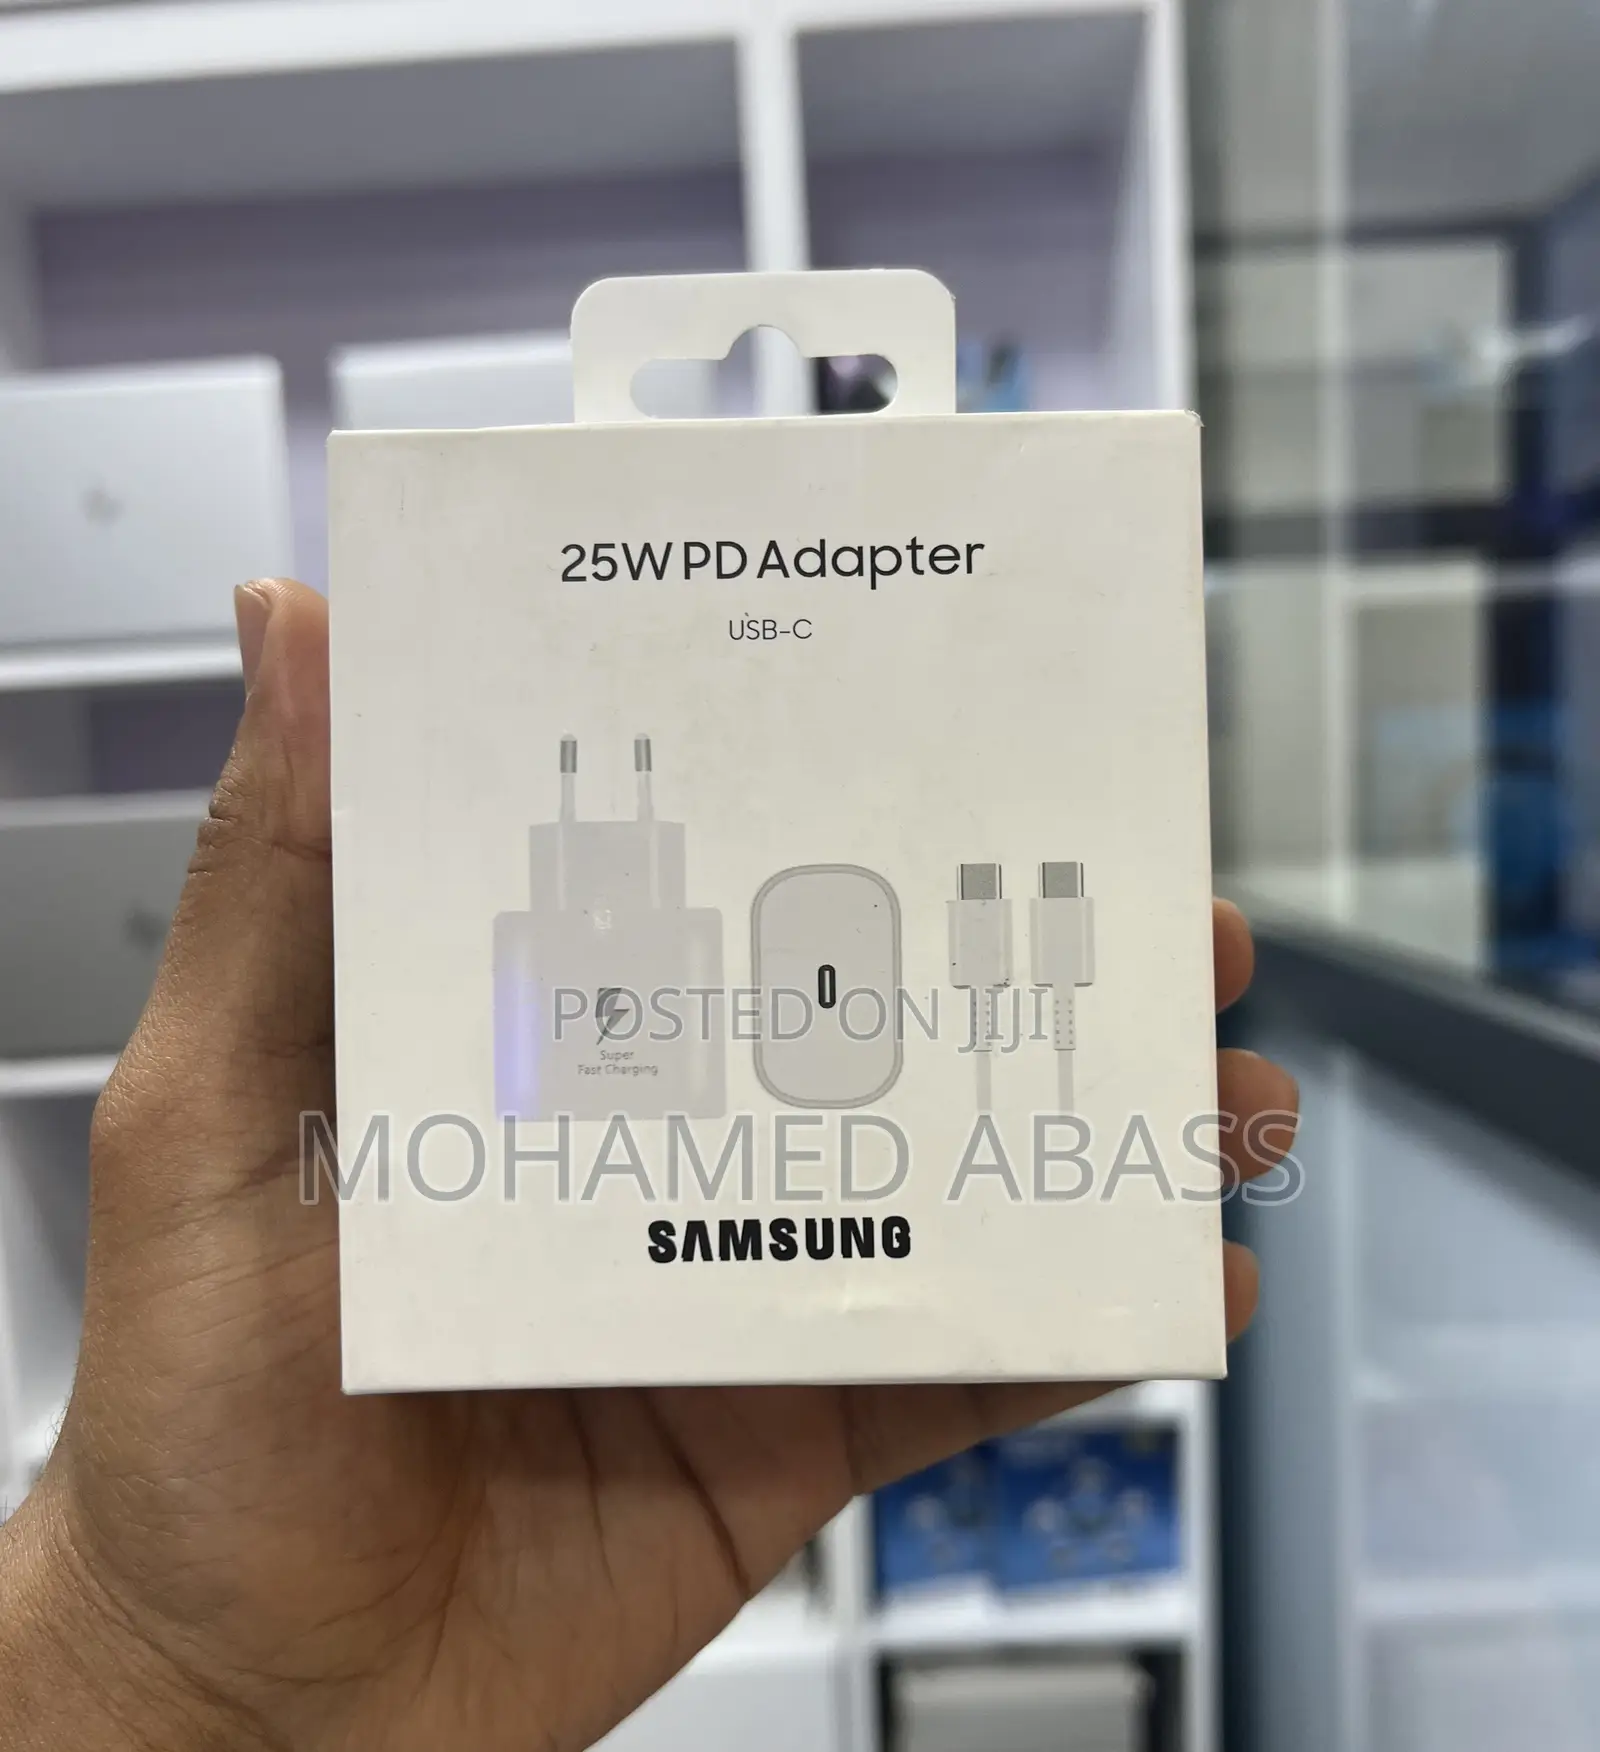 25W PD Adapter
USB-C
Super
Fast Charging
POSTED ON JIJI
MOHAMED ABASS
SAMSUNG